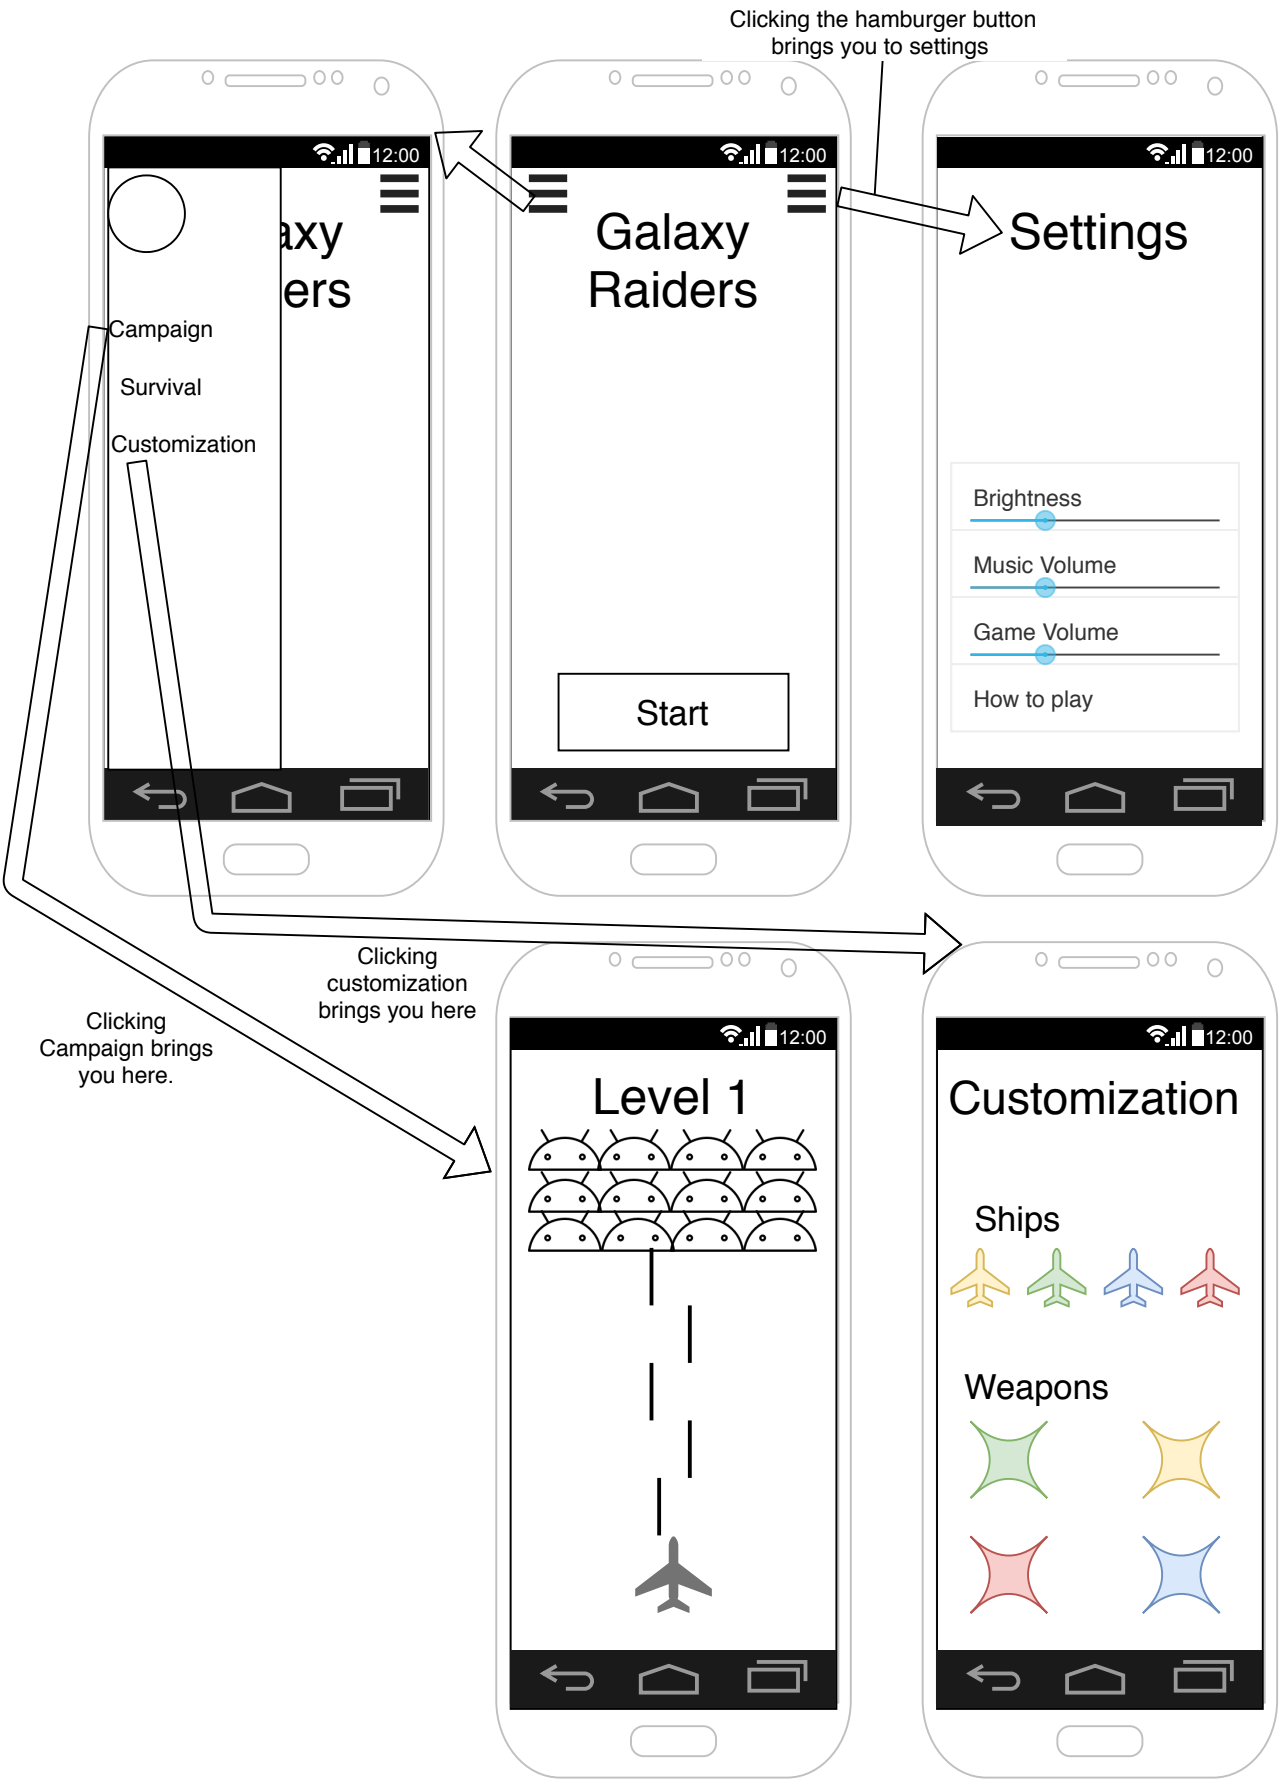 Clicking the hamburger button
brings you to settings
12:00
axy
ers
Campaign
Survival
Customization
12:00
Galaxy
Raiders
Start
12:00
Settings
Brightness
Music Volume
Game Volume
How to play
Clicking
customization
brings you here
Clicking
Campaign brings
you here.
12:00
Level 1
12:00
Customization
Ships
Weapons